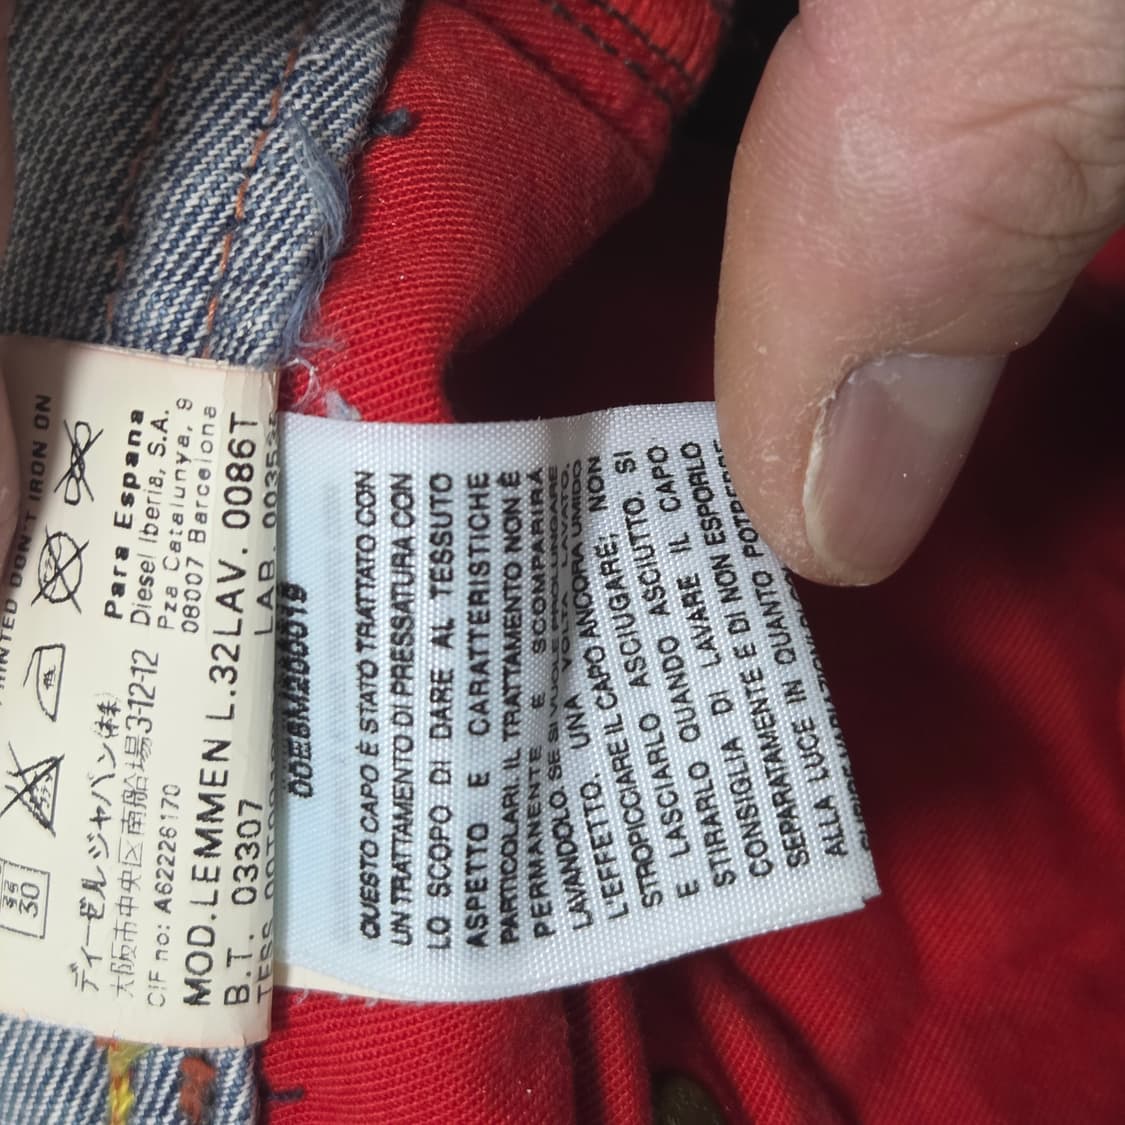 DON'T IRON ON
30
ディーゼルジャパン(株)
大阪市中央区南船場3-12-12
CIF no: A62226170
Para Espana
Diesel Iberia, S.A.
Pza Catalunya, 9
08007 Barcelona
MOD.LEMMEN L.32LAV. 0086T
B.T. 03307
LAB.
QUESTO CAPO È STATO TRATTATO CON
UN TRATTAMENTO DI PRESSATURA CON
LO SCOPO DI DARE AL TESSUTO
ASPETTO E CARATTERISTICHE
PARTICOLARI. IL TRATTAMENTO NON È
PERMANENTE E SCOMPARIRÀ
LAVANDOLO. SE SI VUOLE PROLUNGARE
L'EFFETTO. UNA VOLTA LAVATO,
STROPICCIARE IL CAPO ANCORA UMIDO
E LASCIARLO ASCIUGARE; NON
STIRARLO QUANDO ASCIUTTO. SI
CONSIGLIA DI LAVARE IL CAPO
SEPARATAMENTE E DI NON ESPORLO
ALLA LUCE IN QUANTO